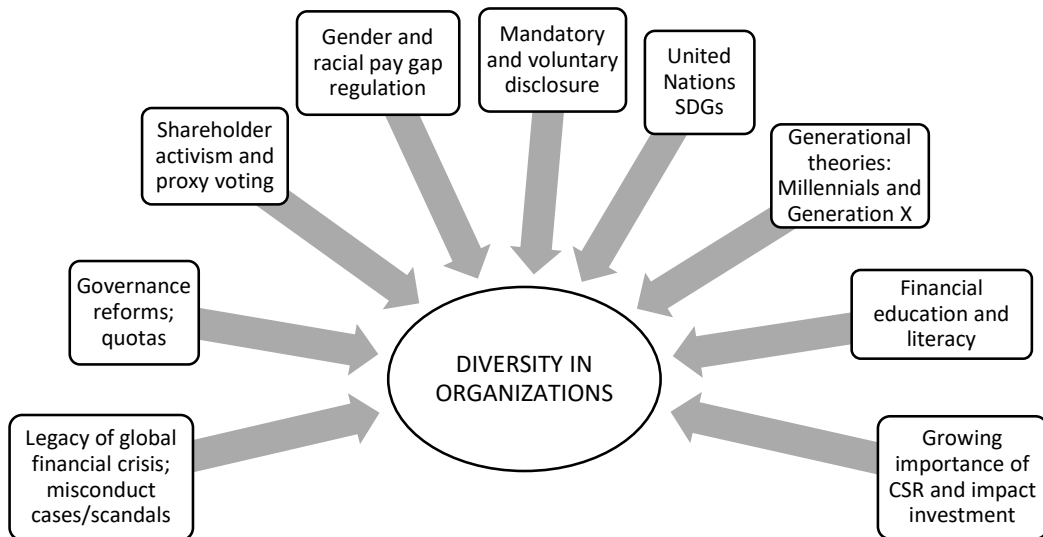 Gender and
racial pay gap
regulation
Mandatory
and voluntary
disclosure
United
Nations
SDGs
Shareholder
activism and
proxy voting
Generational
theories:
Millennials and
Generation X
Governance
reforms;
quotas
Financial
education and
literacy
DIVERSITY IN
ORGANIZATIONS
Legacy of global
financial crisis;
misconduct
cases/scandals
Growing
importance of
CSR and impact
investment